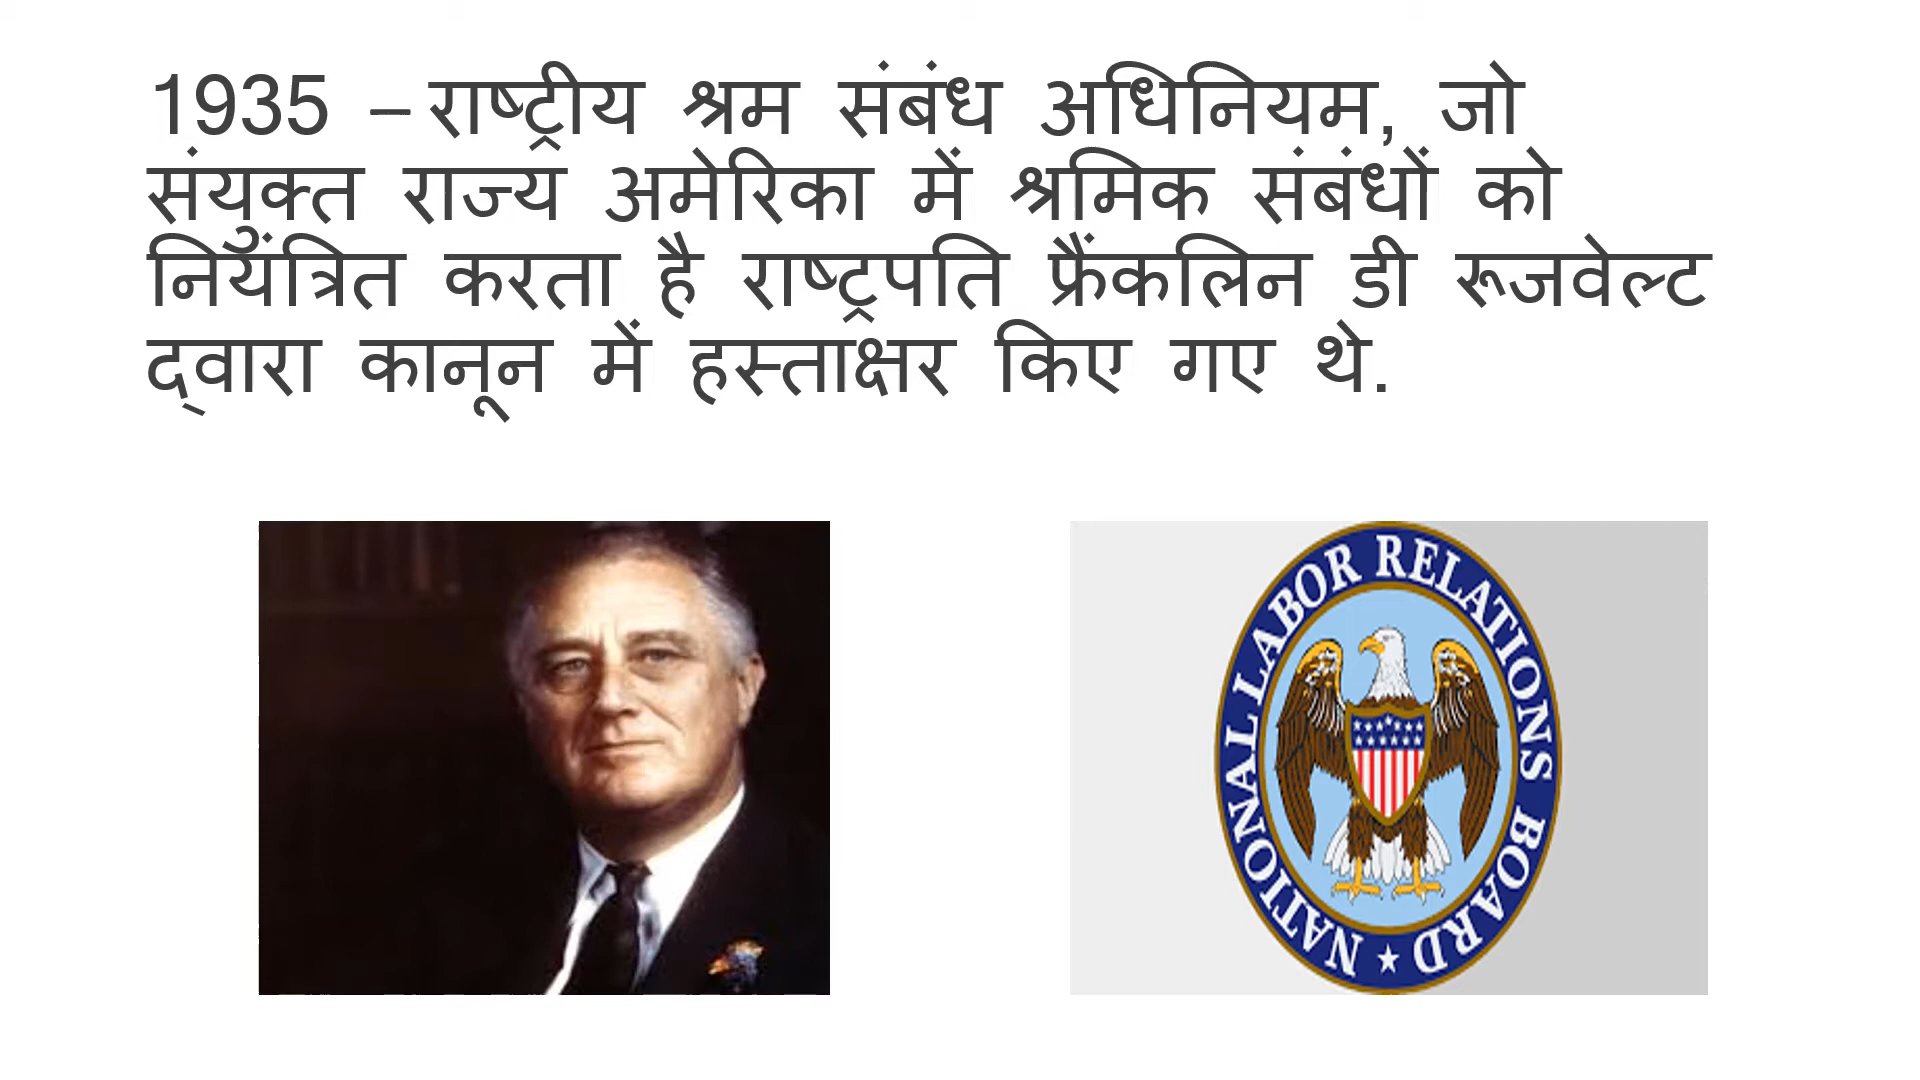 1935 – राष्ट्रीय श्रम संबंध अधिनियम, जो
संयुक्त राज्य अमेरिका में श्रमिक संबंधों को
नियंत्रित करता है राष्ट्रपति फ्रैंकलिन डी रूजवेल्ट
द्वारा कानून में हस्ताक्षर किए गए थे.
NATIONAL LABOR RELATIONS BOARD